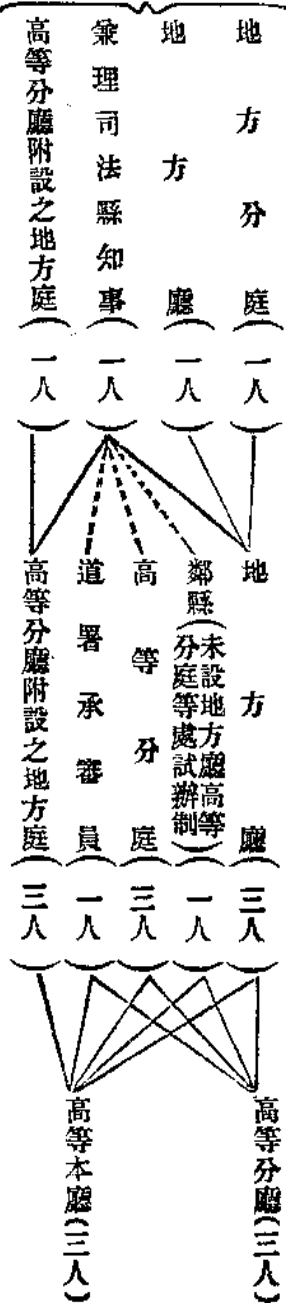 地方分庭(一人)
地方廳(一人)
兼理司法縣知事(一人)
高等分廳附設之地方庭(一人)
地方廳(三人)
鄰縣(未設地方廳高等分庭等處試辦制)(一人)
高等分庭(三人)
道署承審員(一人)
高等分廳附設之地方庭(三人)
高等分廳(三人)
高等本廳(三人)